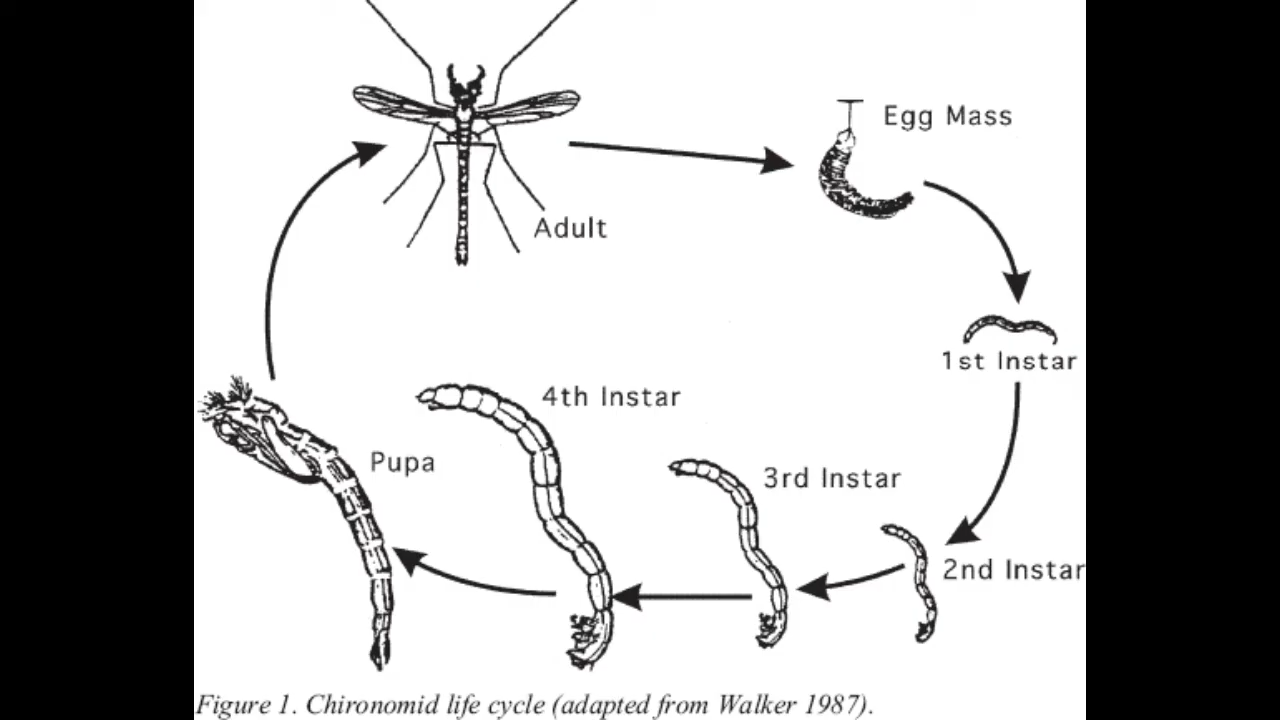 Egg Mass
Adult
1st Instar
4th Instar
Pupa
3rd Instar
2nd Instar
Figure 1. Chironomid life cycle (adapted from Walker 1987).